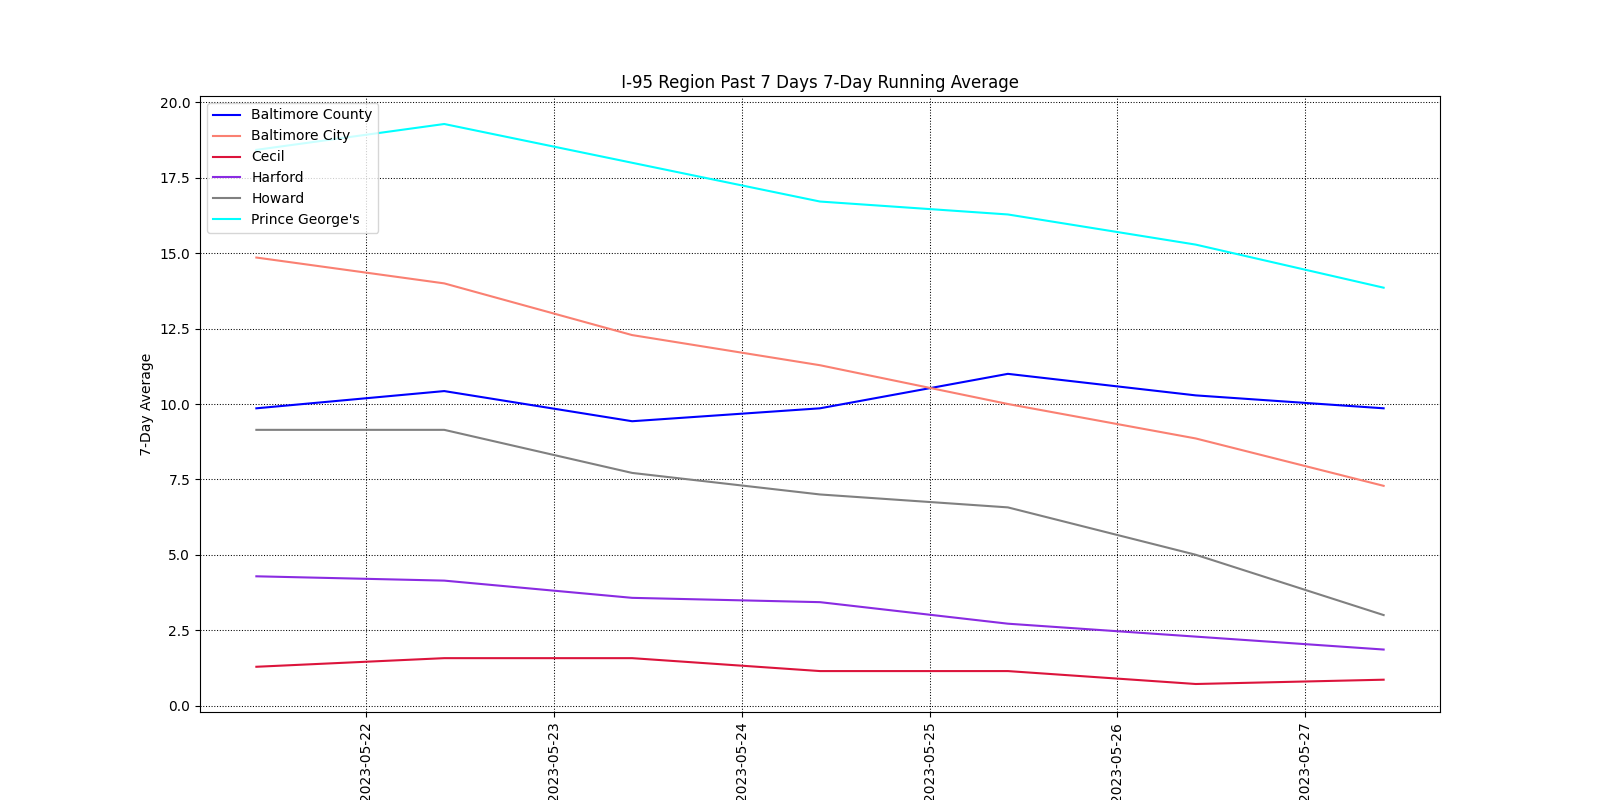 I-95 Region Past 7 Days 7-Day Running Average
20.0
17.5
15.0
12.5
10.0
7.5
5.0
2.5
0.0
7-Day Average
Baltimore County
Baltimore City
Cecil
Harford
Howard
Prince George's
2023-05-22
2023-05-23
2023-05-24
2023-05-25
2023-05-26
2023-05-27